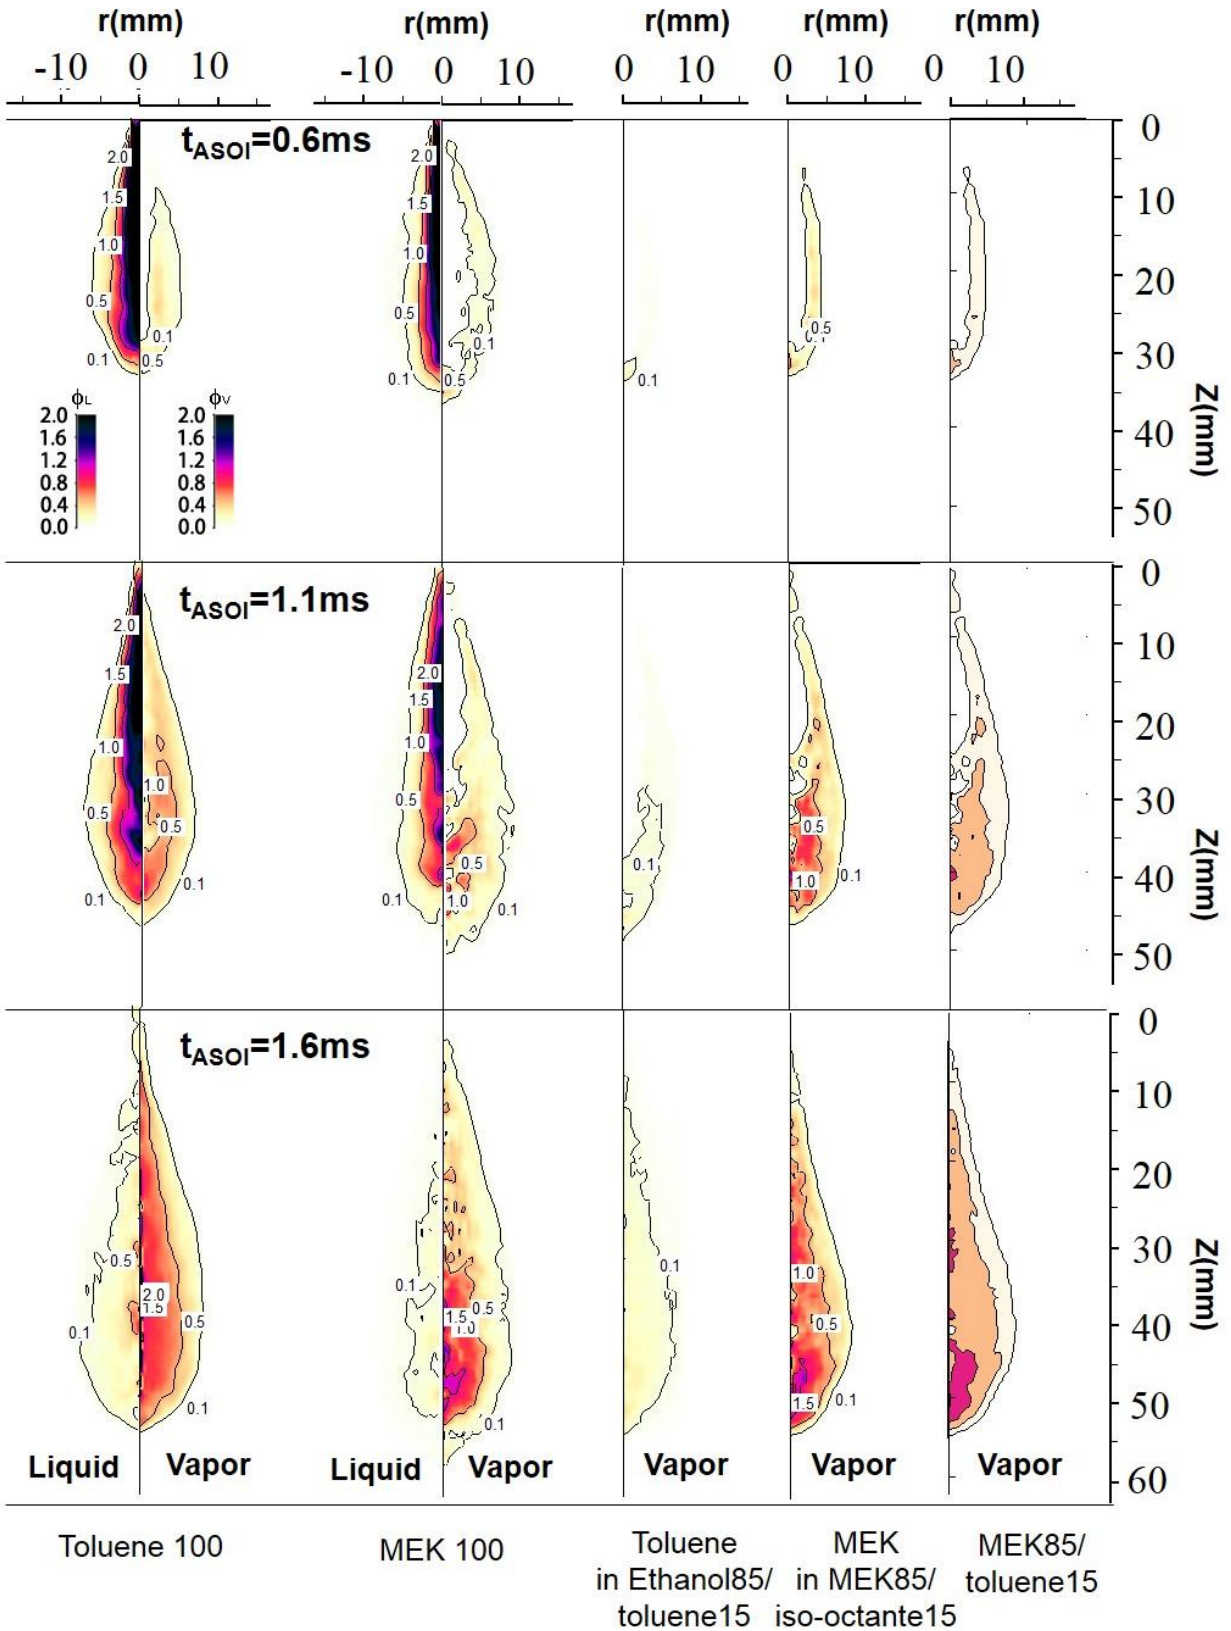 r(mm) r(mm) r(mm) r(mm) r(mm)
-10 0 10 -10 0 10 0 10 0 10 0 10
tASOI=0.6ms
0
2.0 2.0
1.5 1.5
10
1.0 1.0
20
0.5 0.5 0.5
0.1 0.1
0.1 0.5 0.1 0.5 0.1
30
ϕL ϕV
2.0 2.0
1.6 1.6
1.2 1.2
0.8 0.8
0.4 0.4
0.0 0.0
40
50
Z(mm)
tASOI=1.1ms
0
2.0
10
1.5 2.0
1.5
20
1.0 1.0
1.0
0.5 0.5
30
0.5 0.5
0.5 0.1
0.1 0.1 1.0 0.1
40
0.1 1.0 0.1
50
Z(mm)
tASOI=1.6ms
0
10
20
0.5 0.1 1.0
30
2.0 0.1
1.5 1.5 0.5
0.1 0.5 1.0 0.5
40
0.1 0.1 0.1 1.5
50
60
Z(mm)
Liquid Vapor Liquid Vapor Vapor Vapor Vapor
Toluene 100
MEK 100
Toluene
in Ethanol85/
toluene15
MEK
in MEK85/
iso-octante15
MEK85/
toluene15